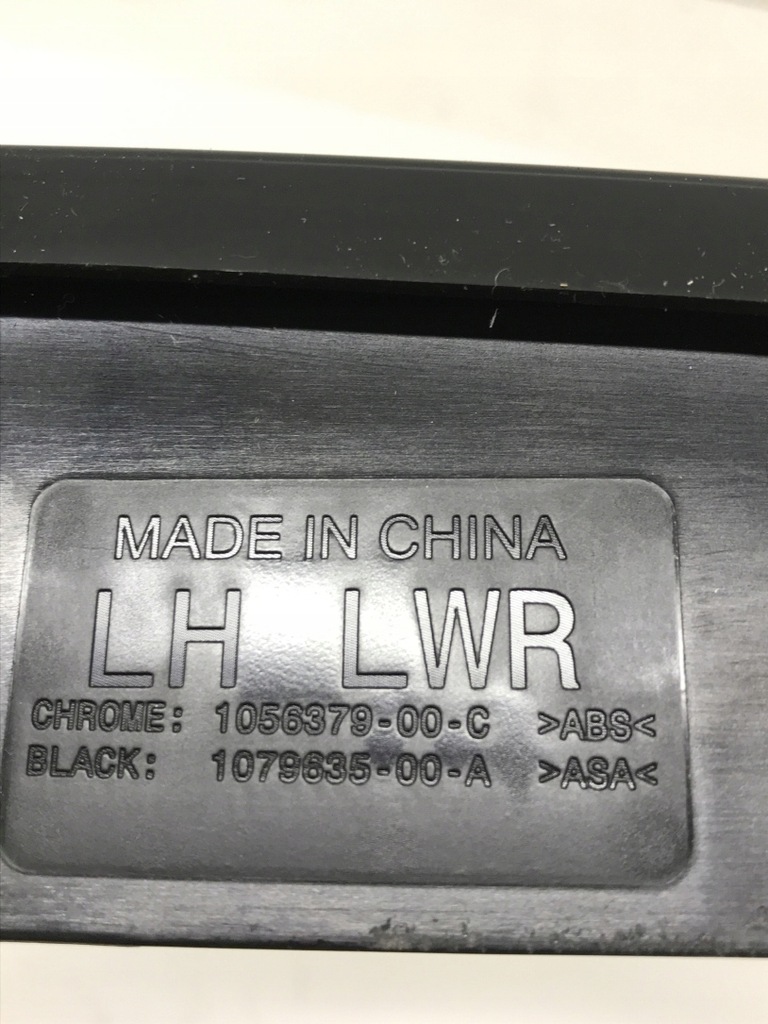 MADE IN CHINA
LH LWR
CHROME: 1056379-00-C >ABS<
BLACK: 1079635-00-A >ASA<